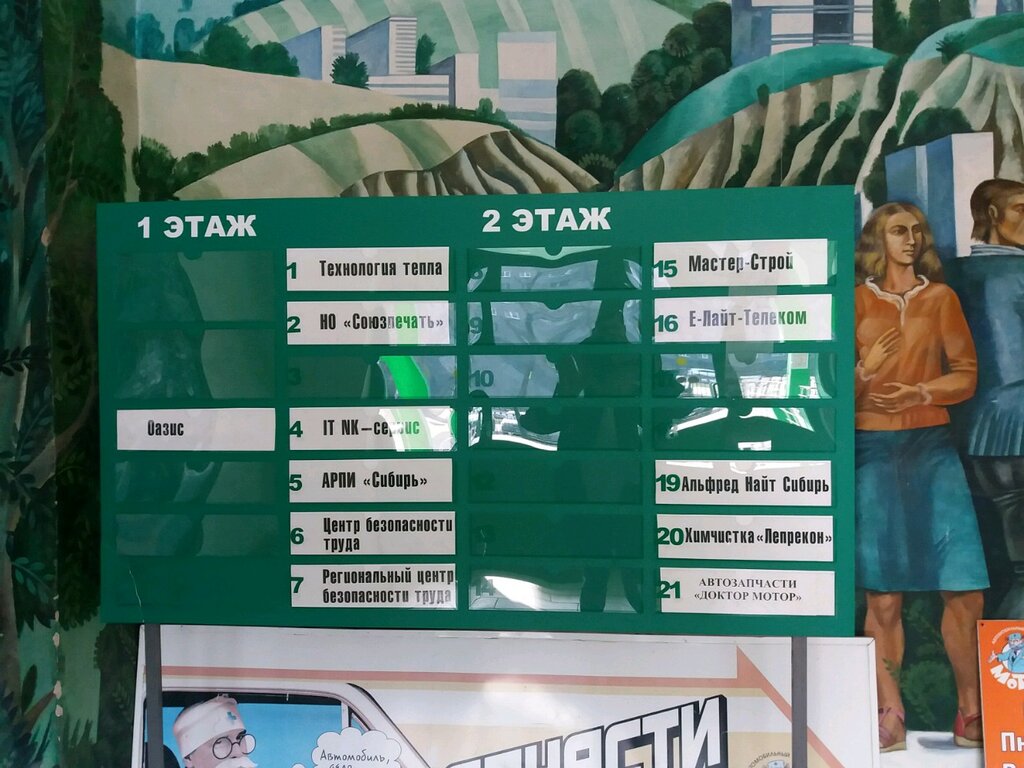 1 ЭТАЖ
2 ЭТАЖ
Оазис
1 Технология тепла
2 НО «Союзпечать»
3
4 IT NK–сервис
5 АРПИ «Сибирь»
6 Центр безопасности
труда
7 Региональный центр
безопасности труда
9
10
15 Мастер-Строй
16 Е-Лайт-Телеком
19 Альфред Найт Сибирь
20 Химчистка «Лепрекон»
21 АВТОЗАПЧАСТИ
«ДОКТОР МОТОР»
Автомобиль,